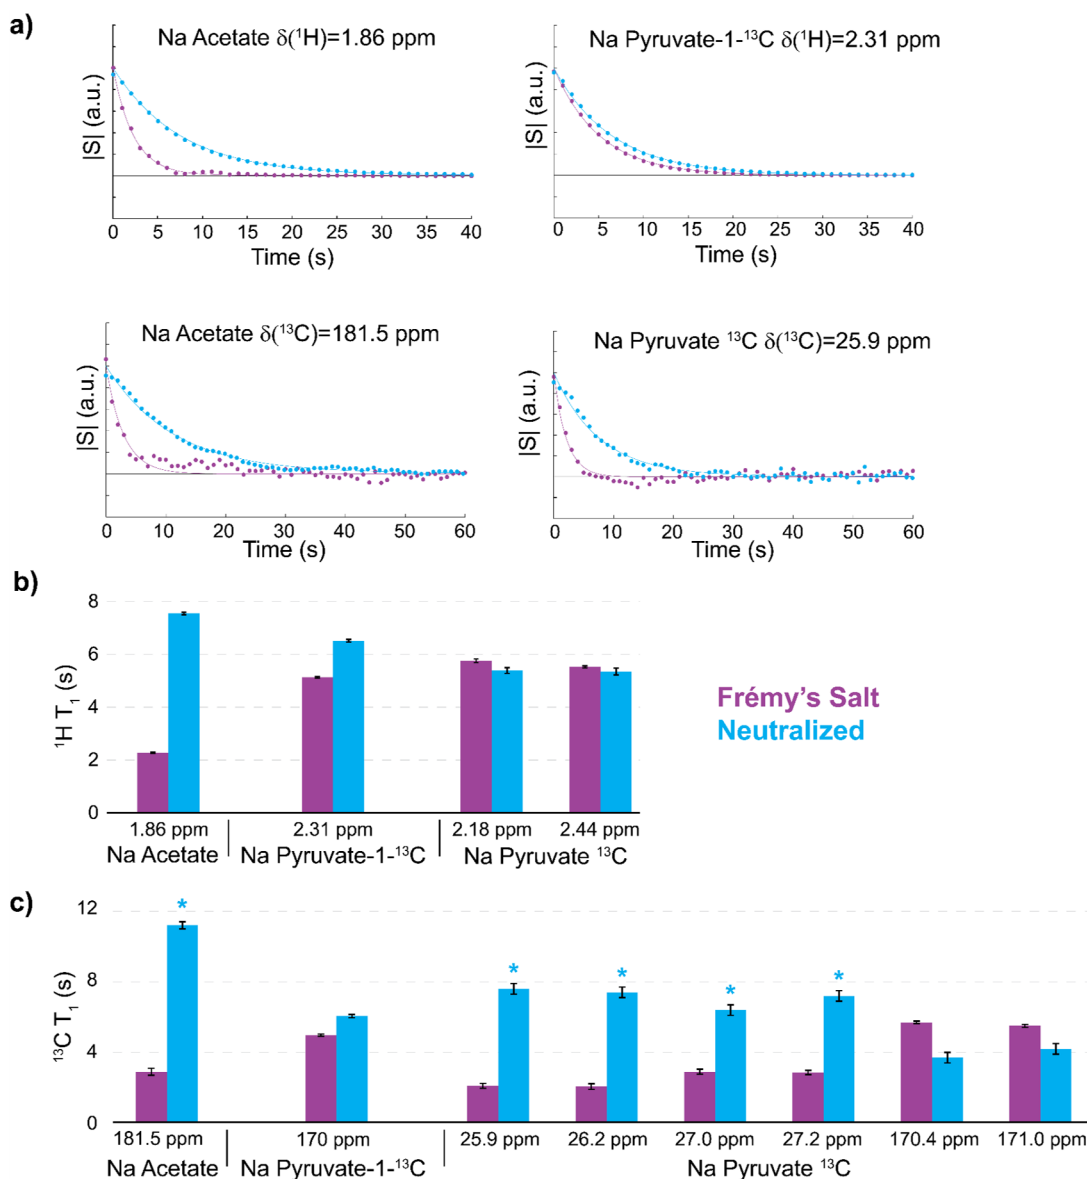 a)
Na Acetate δ(¹H)=1.86 ppm
|S| (a.u.)
0 5 10 15 20 25 30 35 40
Time (s)
Na Pyruvate-1-¹³C δ(¹H)=2.31 ppm
|S| (a.u.)
0 5 10 15 20 25 30 35 40
Time (s)
Na Acetate δ(¹³C)=181.5 ppm
|S| (a.u.)
0 10 20 30 40 50 60
Time (s)
Na Pyruvate ¹³C δ(¹³C)=25.9 ppm
|S| (a.u.)
0 10 20 30 40 50 60
Time (s)
b)
¹H T₁ (s)
8
6
4
2
0
1.86 ppm 2.31 ppm 2.18 ppm 2.44 ppm
Na Acetate | Na Pyruvate-1-¹³C | Na Pyruvate ¹³C
Frémy's Salt
Neutralized
c)
¹³C T₁ (s)
12
8
4
0
* * * * *
181.5 ppm 170 ppm 25.9 ppm 26.2 ppm 27.0 ppm 27.2 ppm 170.4 ppm 171.0 ppm
Na Acetate | Na Pyruvate-1-¹³C | Na Pyruvate ¹³C